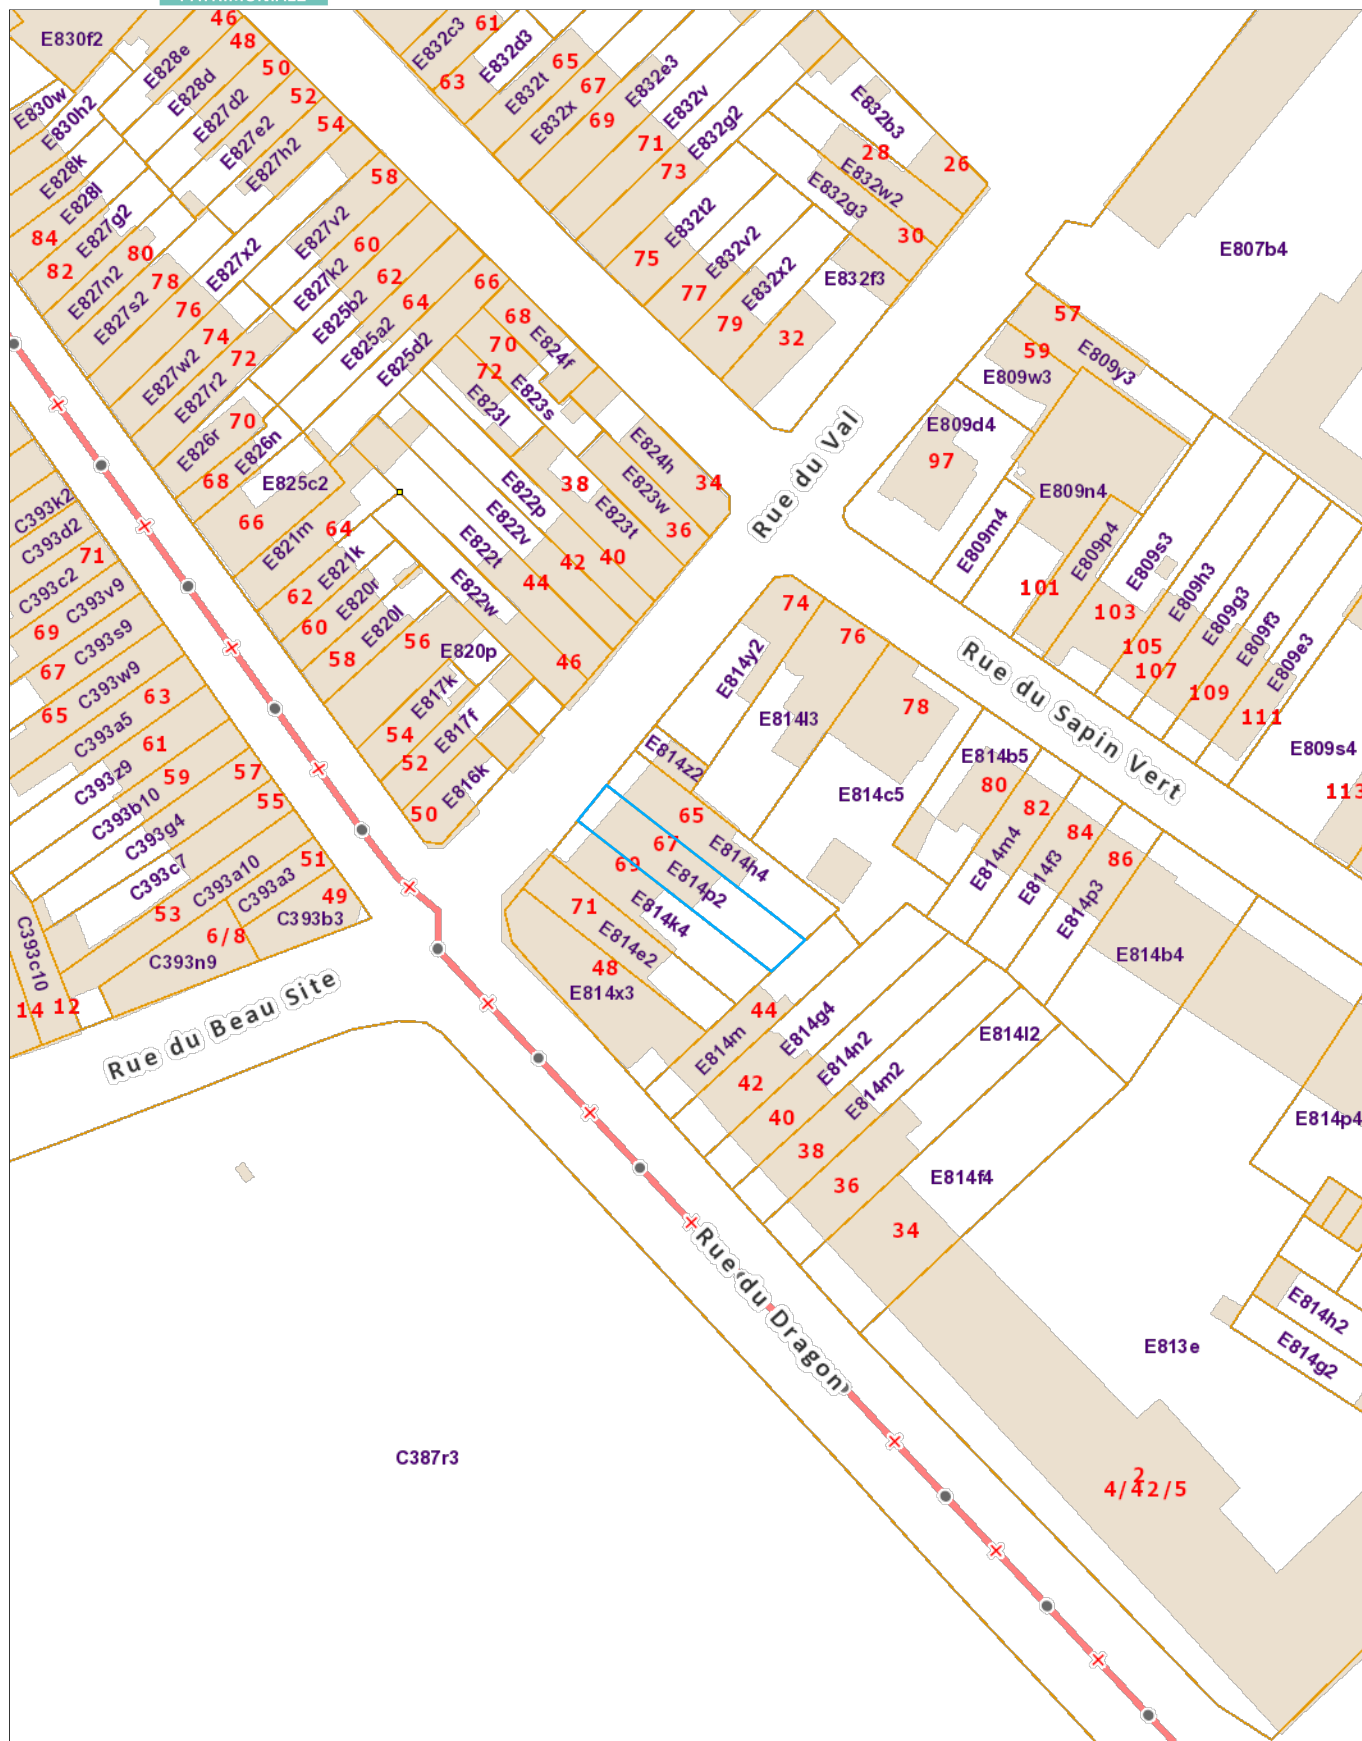 46
E830f2
48
E828e
50
E828d
52
E827d2
54
E827e2
E827h2
E830w
E830h2
E828k
E828l
E827g2
84
82
80
E827n2
78
E827s2
76
E827x2
74
72
E827w2
E827r2
58
E827v2
60
E827k2
62
E825b2
64
E825a2
66
E825d2
68
70
E824f
72
E823s
E823l
70
E826r
E826n
68
E825c2
66
E821m
64
E821k
62
E820r
60
E820l
58
56
E820p
E817k
54
E817f
52
E816k
50
E822p
E822v
E822t
E822w
38
E824h
34
E823w
36
E823t
40
42
44
46
E832c3
61
E832d3
63
65
E832t
67
E832x
69
E832e3
71
E832v
73
E832g2
E832b3
28
26
E832w2
E832g3
30
E832t2
75
E832v2
77
E832x2
79
E832f3
32
E807b4
57
59
E809y3
E809w3
E809d4
97
E809n4
E809m4
E809p4
E809s3
101
103
E809h3
105
E809g3
107
E809f3
109
E809e3
111
E809s4
113
Rue du Val
Rue du Sapin Vert
74
76
E814y2
E814l3
78
E814z2
E814c5
E814b5
80
82
84
86
E814m4
E814f3
E814p3
E814b4
65
67
E814h4
69
E814p2
71
E814k4
E814e2
48
E814x3
44
E814m
E814g4
42
E814n2
40
E814m2
38
E814l2
36
E814f4
34
E814p4
E814h2
E814g2
E813e
2
4/42/5
C393k2
C393d2
71
C393c2
C393v9
69
C393s9
67
C393w9
63
65
C393a5
61
C393z9
59
57
C393b10
55
C393g4
C393c7
51
C393a10
C393a3
49
53
C393b3
6/8
C393n9
C393c10
14
12
Rue du Beau Site
Rue du Dragon
C387r3